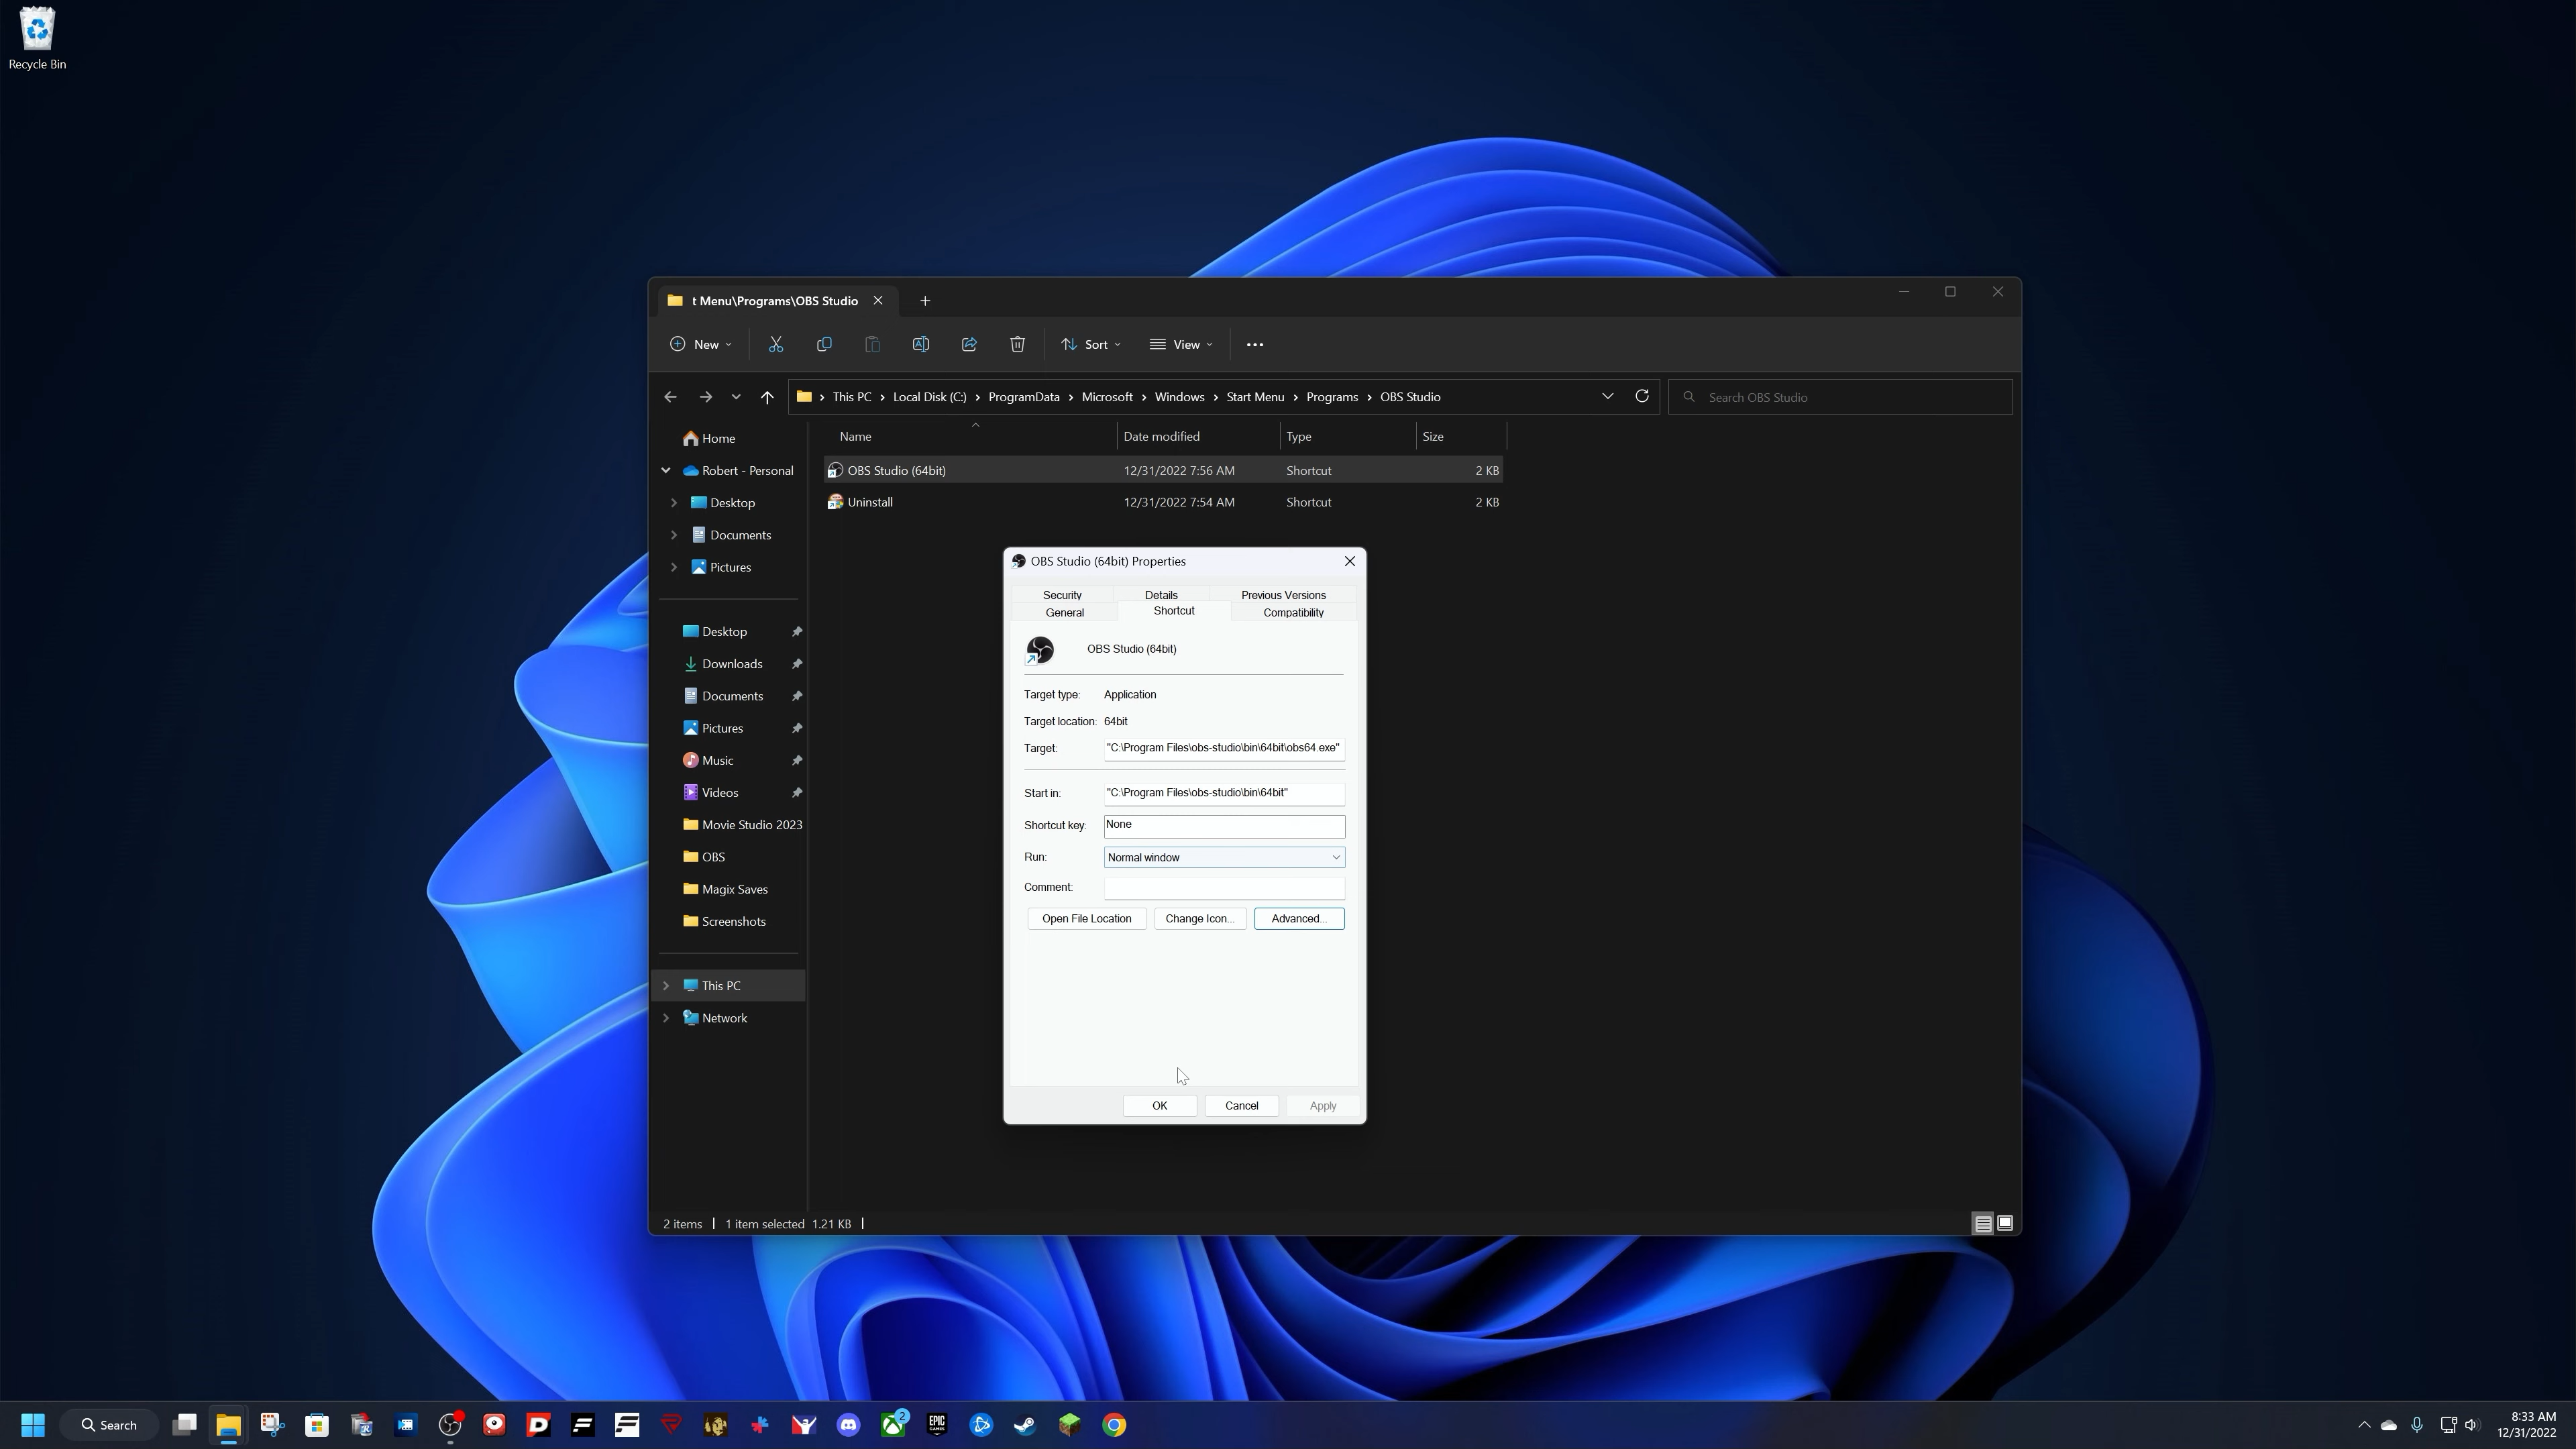 Recycle Bin
t Menu\Programs\OBS Studio
New
Sort
View
This PC
Local Disk (C:)
ProgramData
Microsoft
Windows
Start Menu
Programs
OBS Studio
Search OBS Studio
Name
Date modified
Type
Size
OBS Studio (64bit)
12/31/2022 7:56 AM
Shortcut
2 KB
Uninstall
12/31/2022 7:54 AM
Shortcut
2 KB
Home
Robert - Personal
Desktop
Documents
Pictures
Desktop
Downloads
Documents
Pictures
Music
Videos
Movie Studio 2023
OBS
Magix Saves
Screenshots
This PC
Network
OBS Studio (64bit) Properties
Security
Details
Previous Versions
General
Shortcut
Compatibility
OBS Studio (64bit)
Target type: Application
Target location: 64bit
Target: "C:\Program Files\obs-studio\bin\64bit\obs64.exe"
Start in: "C:\Program Files\obs-studio\bin\64bit"
Shortcut key: None
Run: Normal window
Comment:
Open File Location
Change Icon...
Advanced...
OK
Cancel
Apply
2 items
1 item selected 1.21 KB
Search
2
EPIC
GAMES
8:33 AM
12/31/2022